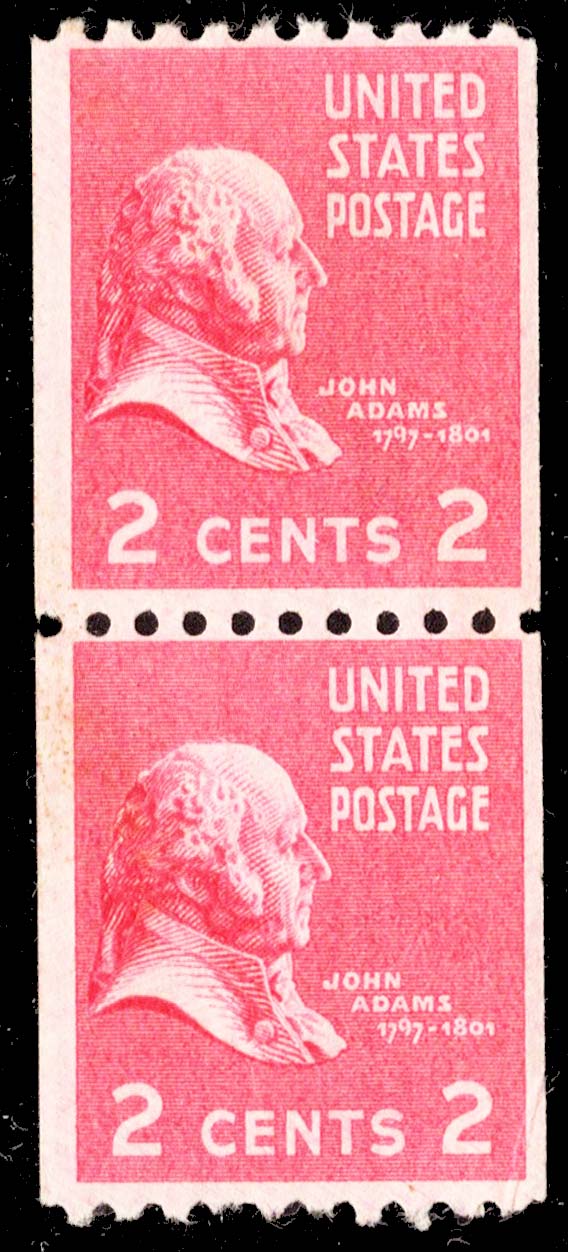 UNITED
STATES
POSTAGE
JOHN
ADAMS
1797-1801
2 CENTS 2
UNITED
STATES
POSTAGE
JOHN
ADAMS
1797-1801
2 CENTS 2